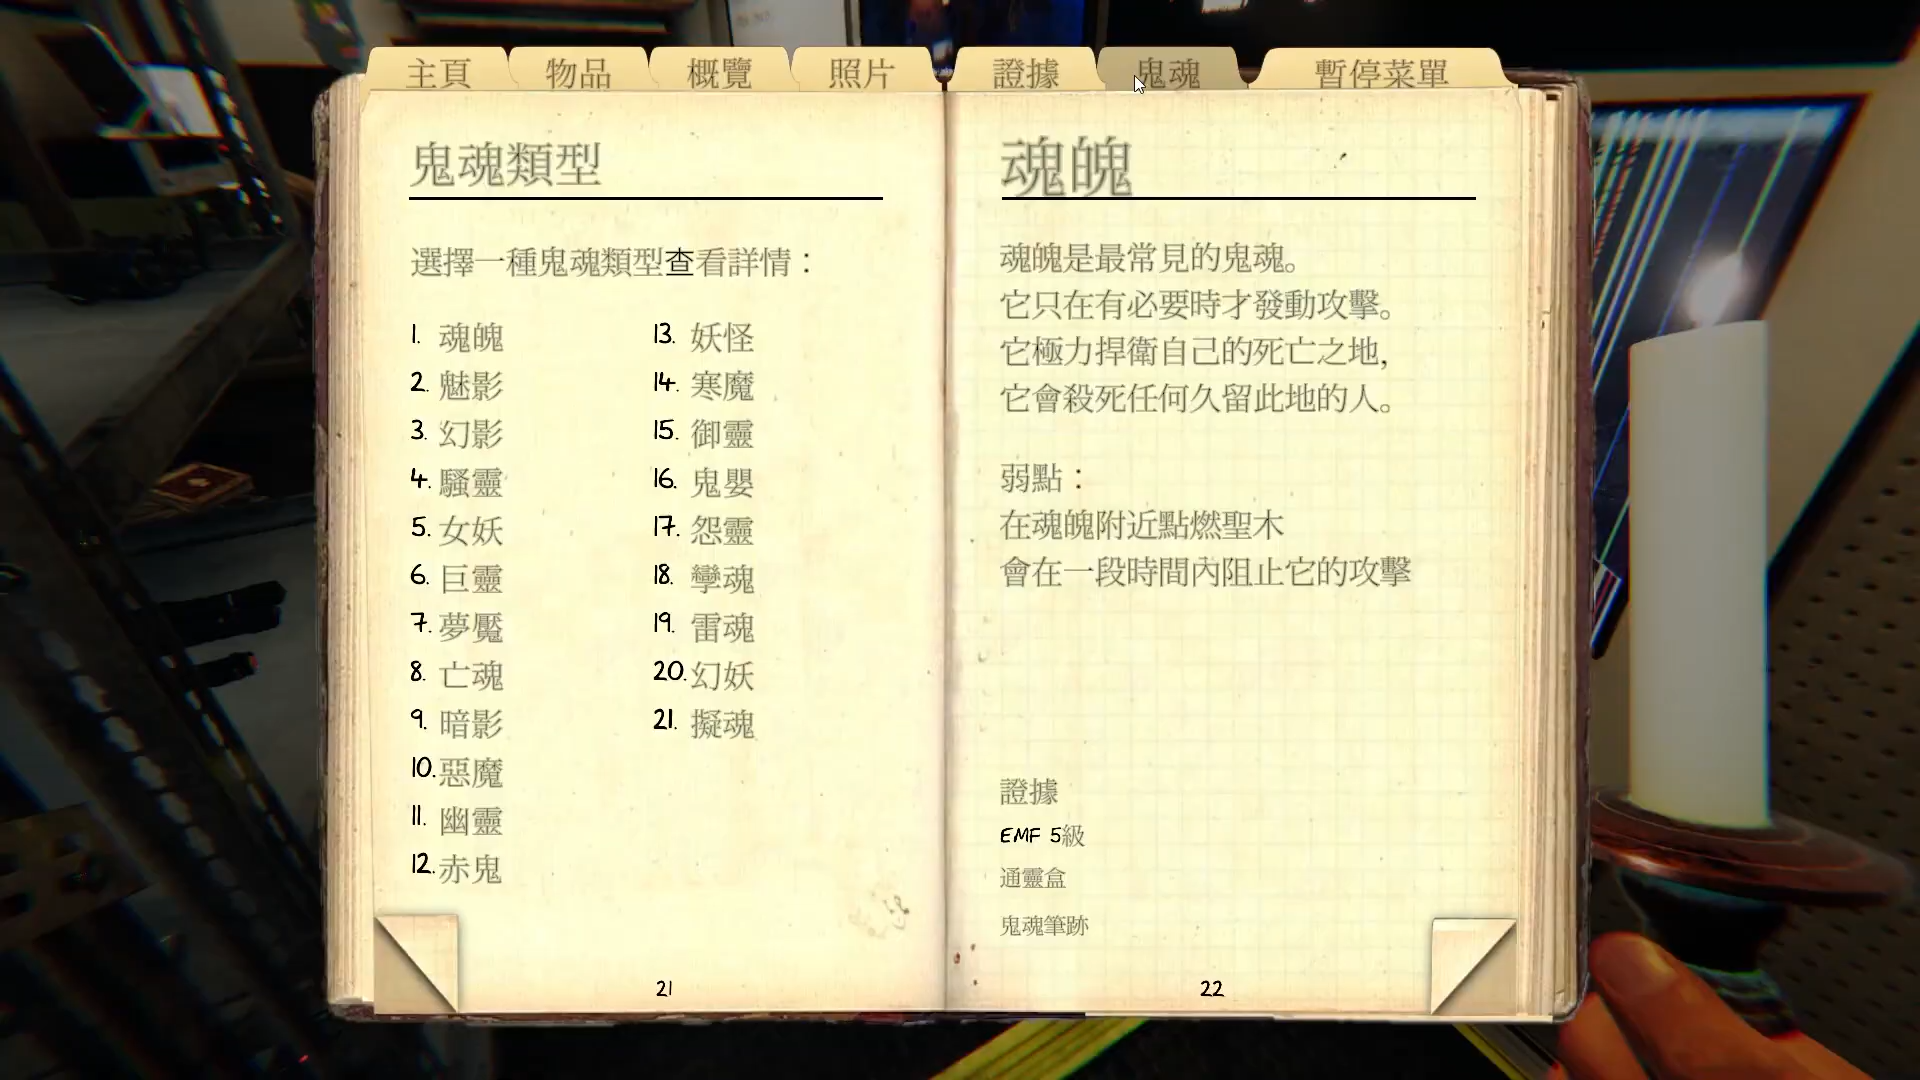 主頁
物品
概覽
照片
證據
鬼魂
暫停菜單
鬼魂類型
選擇一種鬼魂類型查看詳情：
1. 魂魄
2. 魅影
3. 幻影
4. 騷靈
5. 女妖
6. 巨靈
7. 夢魘
8. 亡魂
9. 暗影
10. 惡魔
11. 幽靈
12. 赤鬼
13. 妖怪
14. 寒魔
15. 御靈
16. 鬼嬰
17. 怨靈
18. 孿魂
19. 雷魂
20. 幻妖
21. 擬魂
21
魂魄
魂魄是最常見的鬼魂。
它只在有必要時才發動攻擊。
它極力捍衛自己的死亡之地，
它會殺死任何久留此地的人。
弱點：
在魂魄附近點燃聖木
會在一段時間內阻止它的攻擊
證據
EMF 5級
通靈盒
鬼魂筆跡
22